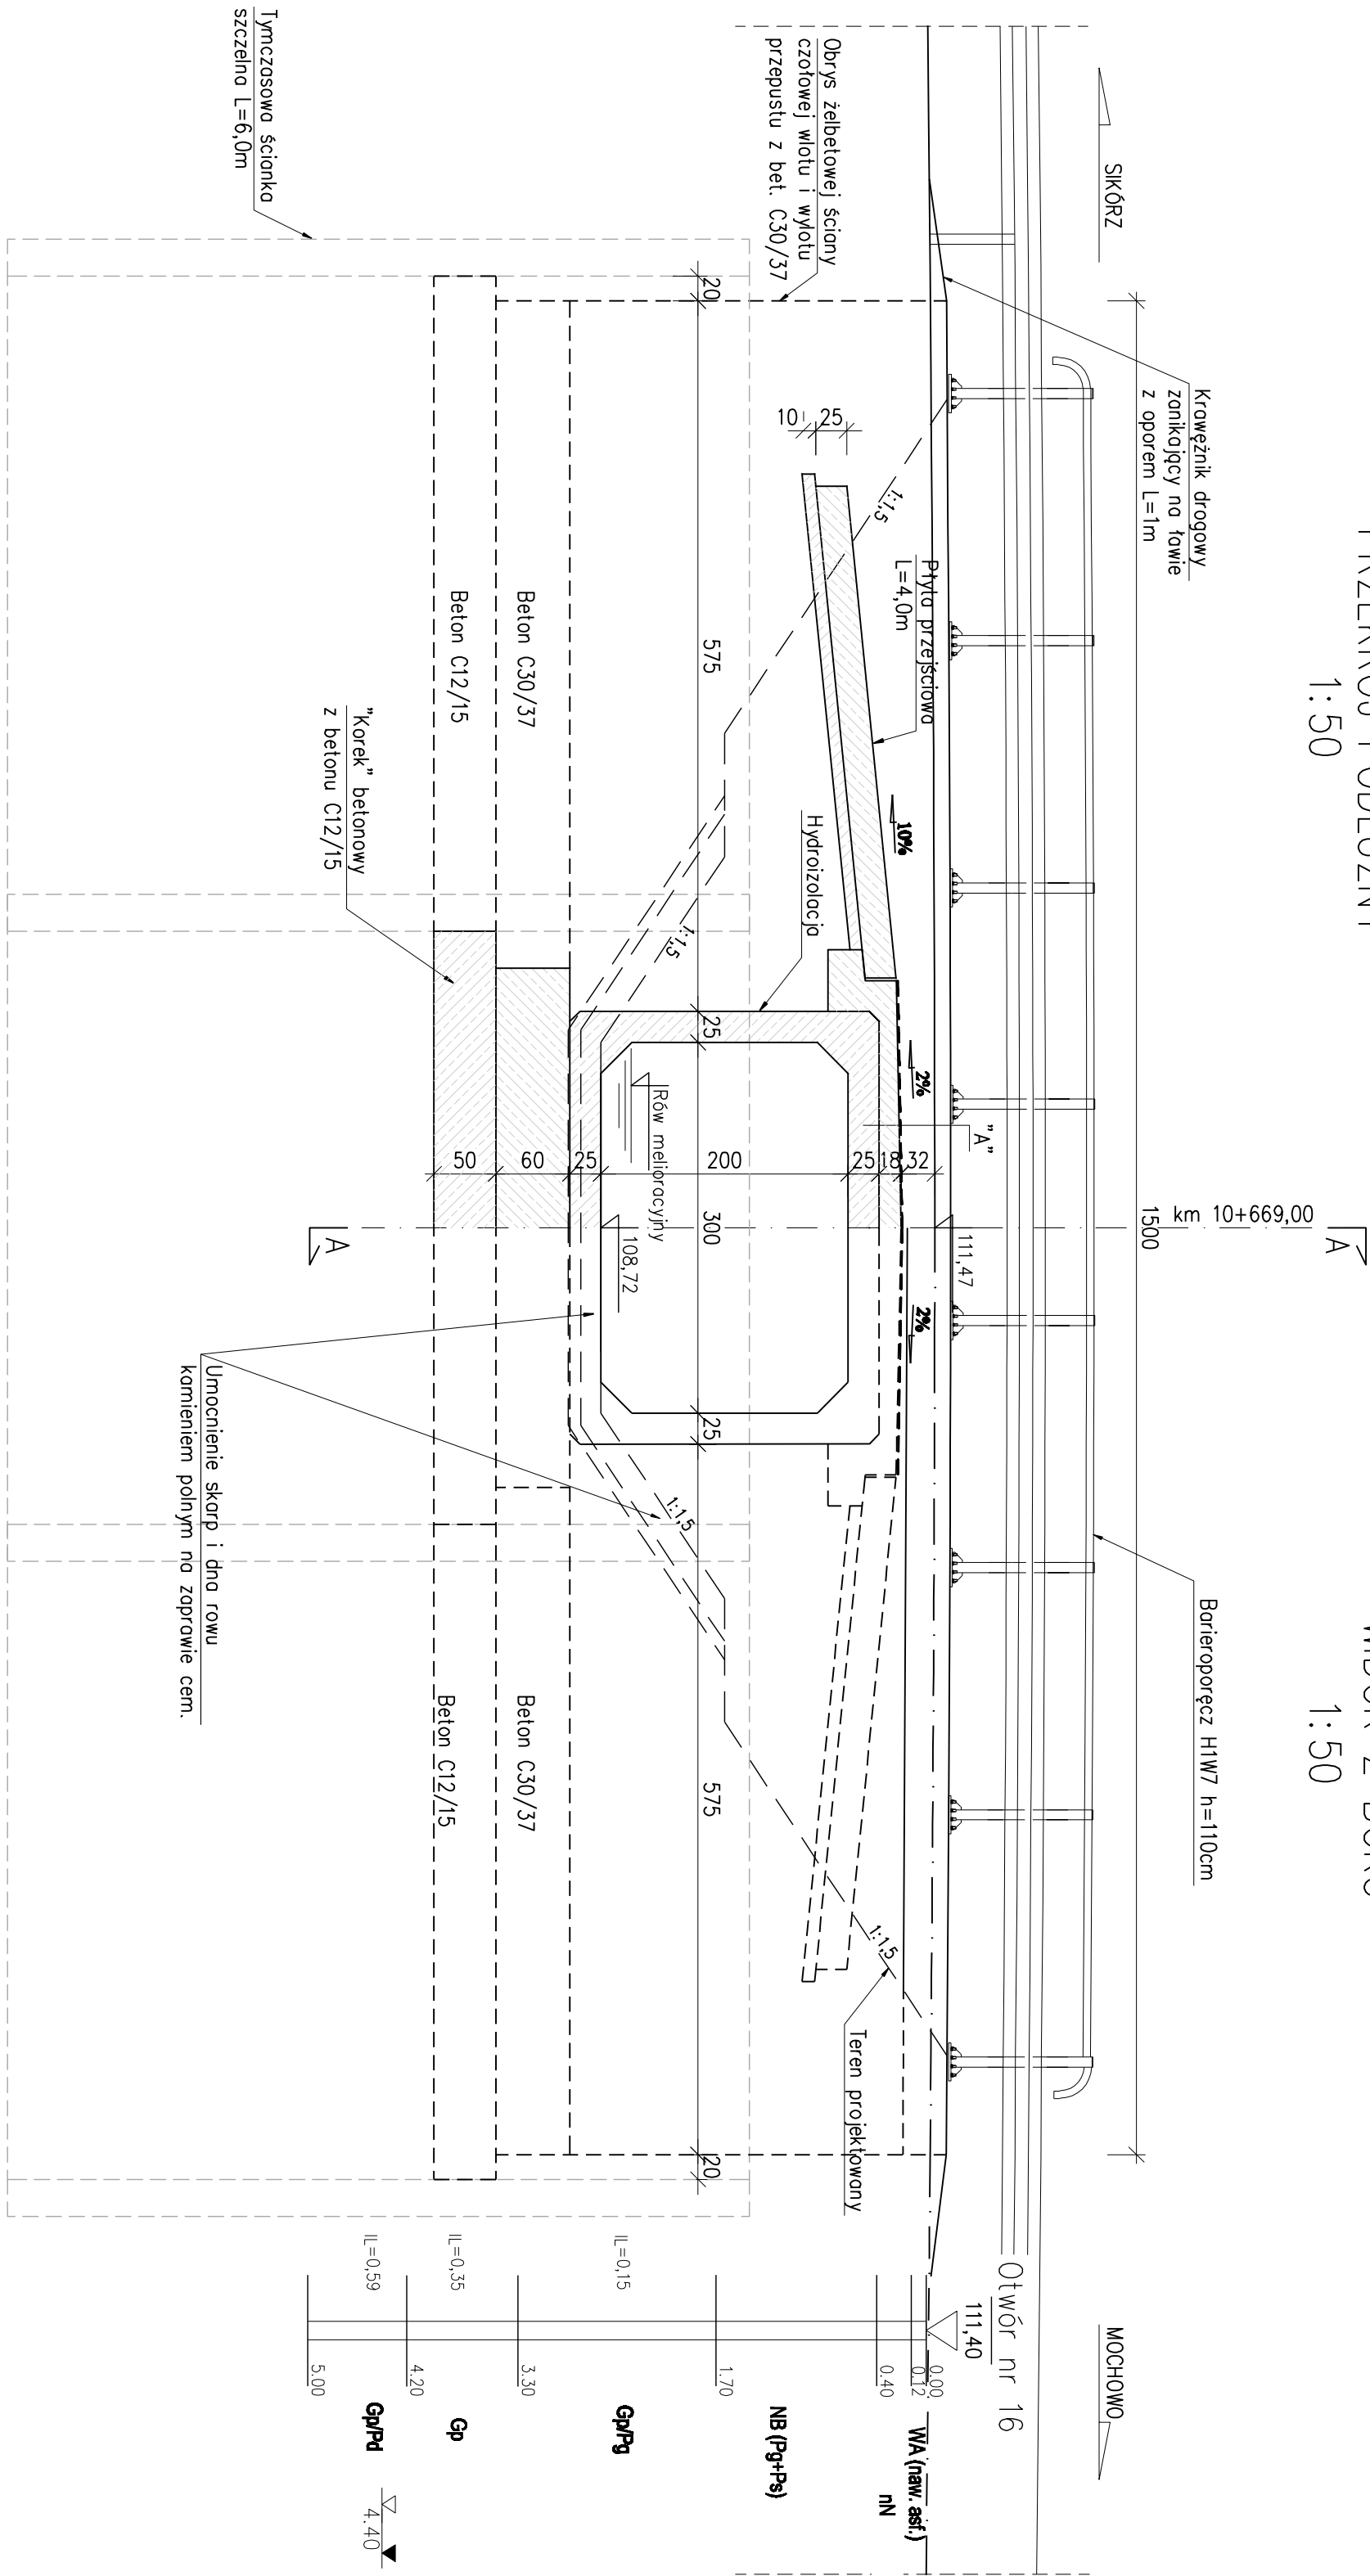 1:50
1:50
SIKÓRZ
MOCHOWO
Krawężnik drogowy
zanikający na ławie
z oporem L=1m
km 10+669,00
A
1500
Barieroporęcz H1W7 h=110cm
Otwór nr 16
111,40
Obrys żelbetowej ściany
czołowej wlotu i wylotu
przepustu z bet. C30/37
Płyta przejściowa
L=4,0m
10
25
1:1,5
10%
2%
"A"
111,47
2%
1:1,5
Teren projektowany
Hydroizolacja
20
575
25
300
25
575
20
50
60
25
200
25
18
32
Rów melioracyjny
108,72
1:1,5
1:1,5
Beton C30/37
Beton C12/15
Beton C30/37
Beton C12/15
"Korek" betonowy
z betonu C12/15
A
Tymczasowa ścianka
szczelna L=6,0m
Umocnienie skarp i dna rowu
kamieniem polnym na zaprawie cem.
0.00
0.12
0.40
1.70
3.30
4.20
5.00
WA (naw. asf.)
nN
NB (Pg+Ps)
Gp/Pg
Gp
Gp/Pd
4.40
IL=0,15
IL=0,35
IL=0,59